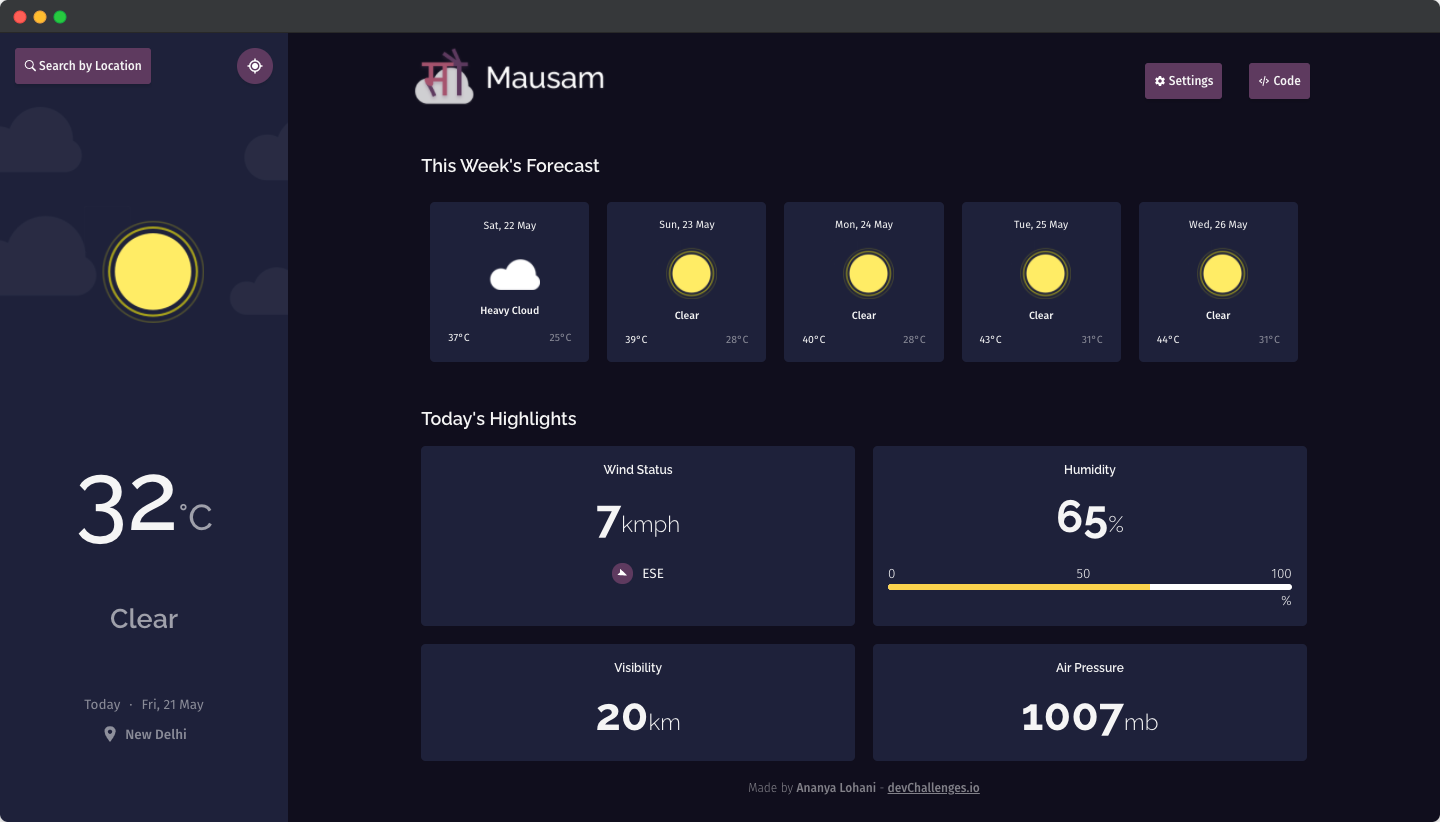 Search by Location
मौ
Mausam
Settings
</> Code
This Week's Forecast
Sat, 22 May
Heavy Cloud
37°C 25°C
Sun, 23 May
Clear
39°C 28°C
Mon, 24 May
Clear
40°C 28°C
Tue, 25 May
Clear
43°C 31°C
Wed, 26 May
Clear
44°C 31°C
32°C
Clear
Today · Fri, 21 May
New Delhi
Today's Highlights
Wind Status
7kmph
ESE
Humidity
65%
0 50 100
%
Visibility
20km
Air Pressure
1007mb
Made by Ananya Lohani - devChallenges.io